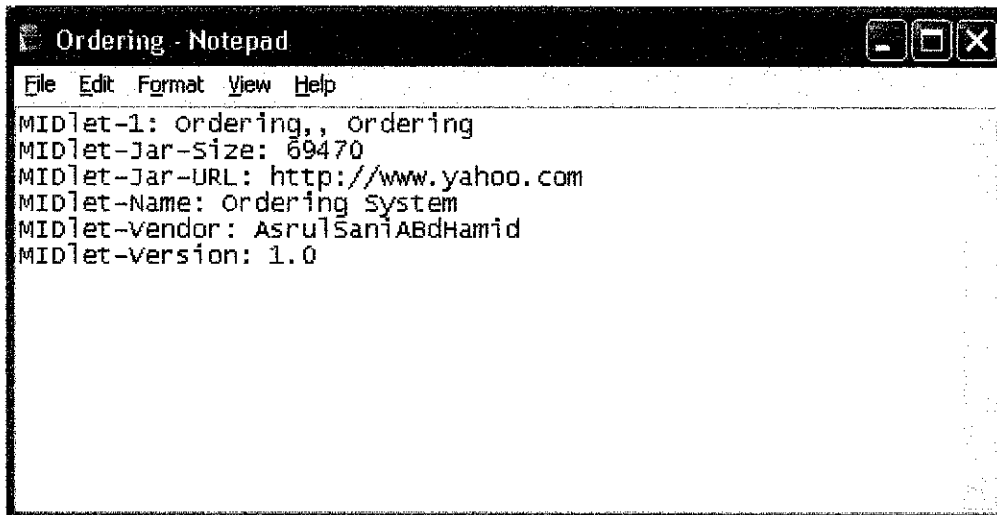 Ordering - Notepad
File Edit Format View Help
MIDlet-1: Ordering,, Ordering
MIDlet-Jar-Size: 69470
MIDlet-Jar-URL: http://www.yahoo.com
MIDlet-Name: Ordering System
MIDlet-Vendor: AsrulSaniABdHamid
MIDlet-Version: 1.0